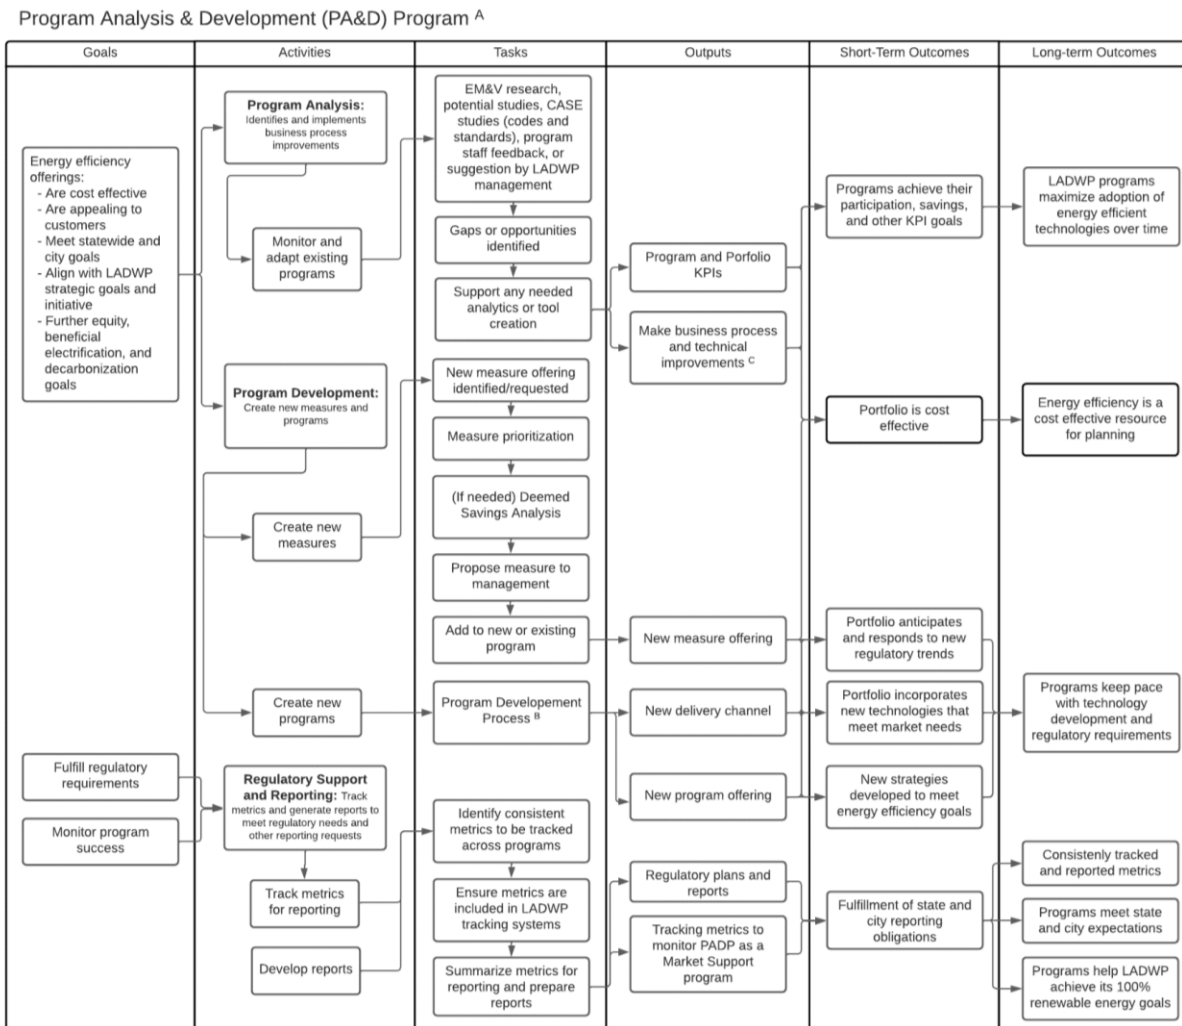 Program Analysis & Development (PA&D) Program A
Goals
Activities
Tasks
Outputs
Short-Term Outcomes
Long-term Outcomes
Energy efficiency
offerings:
- Are cost effective
- Are appealing to
customers
- Meet statewide and
city goals
- Align with LADWP
strategic goals and
initiative
- Further equity,
beneficial
electrification, and
decarbonization
goals
Fulfill regulatory
requirements
Monitor program
success
Program Analysis:
Identifies and implements
business process
improvements
Monitor and
adapt existing
programs
Program Development:
Create new measures and
programs
Create new
measures
Create new
programs
Regulatory Support
and Reporting: Track
metrics and generate reports to
meet regulatory needs and
other reporting requests
Track metrics
for reporting
Develop reports
EM&V research,
potential studies, CASE
studies (codes and
standards), program
staff feedback, or
suggestion by LADWP
management
Gaps or opportunities
identified
Support any needed
analytics or tool
creation
New measure offering
identified/requested
Measure prioritization
(If needed) Deemed
Savings Analysis
Propose measure to
management
Add to new or existing
program
Program Developement
Process B
Identify consistent
metrics to be tracked
across programs
Ensure metrics are
included in LADWP
tracking systems
Summarize metrics for
reporting and prepare
reports
Program and Porfolio
KPIs
Make business process
and technical
improvements C
New measure offering
New delivery channel
New program offering
Regulatory plans and
reports
Tracking metrics to
monitor PADP as a
Market Support
program
Programs achieve their
participation, savings,
and other KPI goals
Portfolio is cost
effective
Portfolio anticipates
and responds to new
regulatory trends
Portfolio incorporates
new technologies that
meet market needs
New strategies
developed to meet
energy efficiency goals
Fulfillment of state and
city reporting
obligations
LADWP programs
maximize adoption of
energy efficient
technologies over time
Energy efficiency is a
cost effective resource
for planning
Programs keep pace
with technology
development and
regulatory requirements
Consistenly tracked
and reported metrics
Programs meet state
and city expectations
Programs help LADWP
achieve its 100%
renewable energy goals